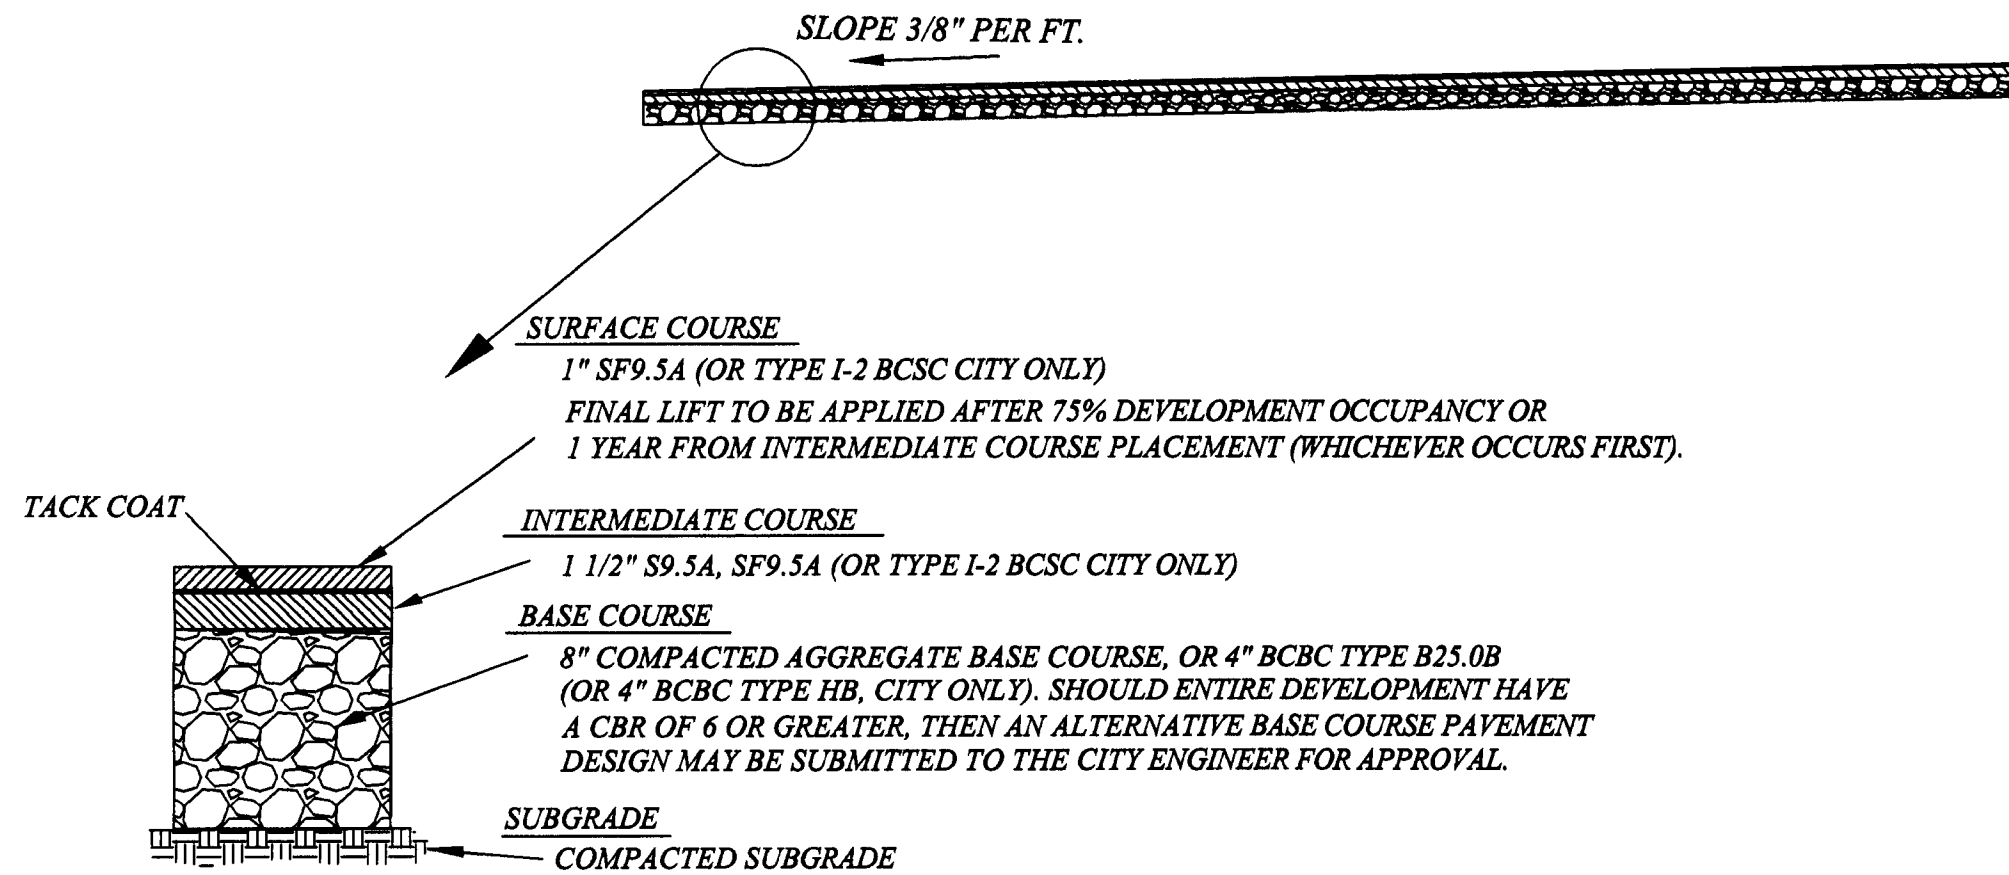 SLOPE 3/8" PER FT.
SURFACE COURSE
1" SF9.5A (OR TYPE I-2 BCSC CITY ONLY)
FINAL LIFT TO BE APPLIED AFTER 75% DEVELOPMENT OCCUPANCY OR
1 YEAR FROM INTERMEDIATE COURSE PLACEMENT (WHICHEVER OCCURS FIRST).
TACK COAT
INTERMEDIATE COURSE
1 1/2" S9.5A, SF9.5A (OR TYPE I-2 BCSC CITY ONLY)
BASE COURSE
8" COMPACTED AGGREGATE BASE COURSE, OR 4" BCBC TYPE B25.0B
(OR 4" BCBC TYPE HB, CITY ONLY). SHOULD ENTIRE DEVELOPMENT HAVE
A CBR OF 6 OR GREATER, THEN AN ALTERNATIVE BASE COURSE PAVEMENT
DESIGN MAY BE SUBMITTED TO THE CITY ENGINEER FOR APPROVAL.
SUBGRADE
COMPACTED SUBGRADE